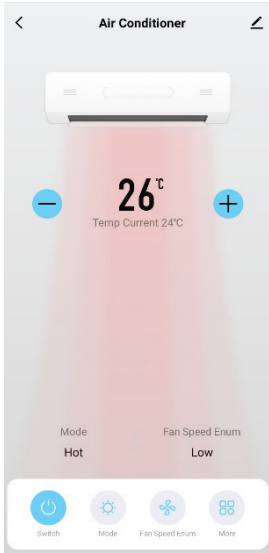 Air Conditioner
26℃
Temp Current 24℃
Mode Fan Speed Enum
Hot Low
Switch Mode Fan Speed Enum More